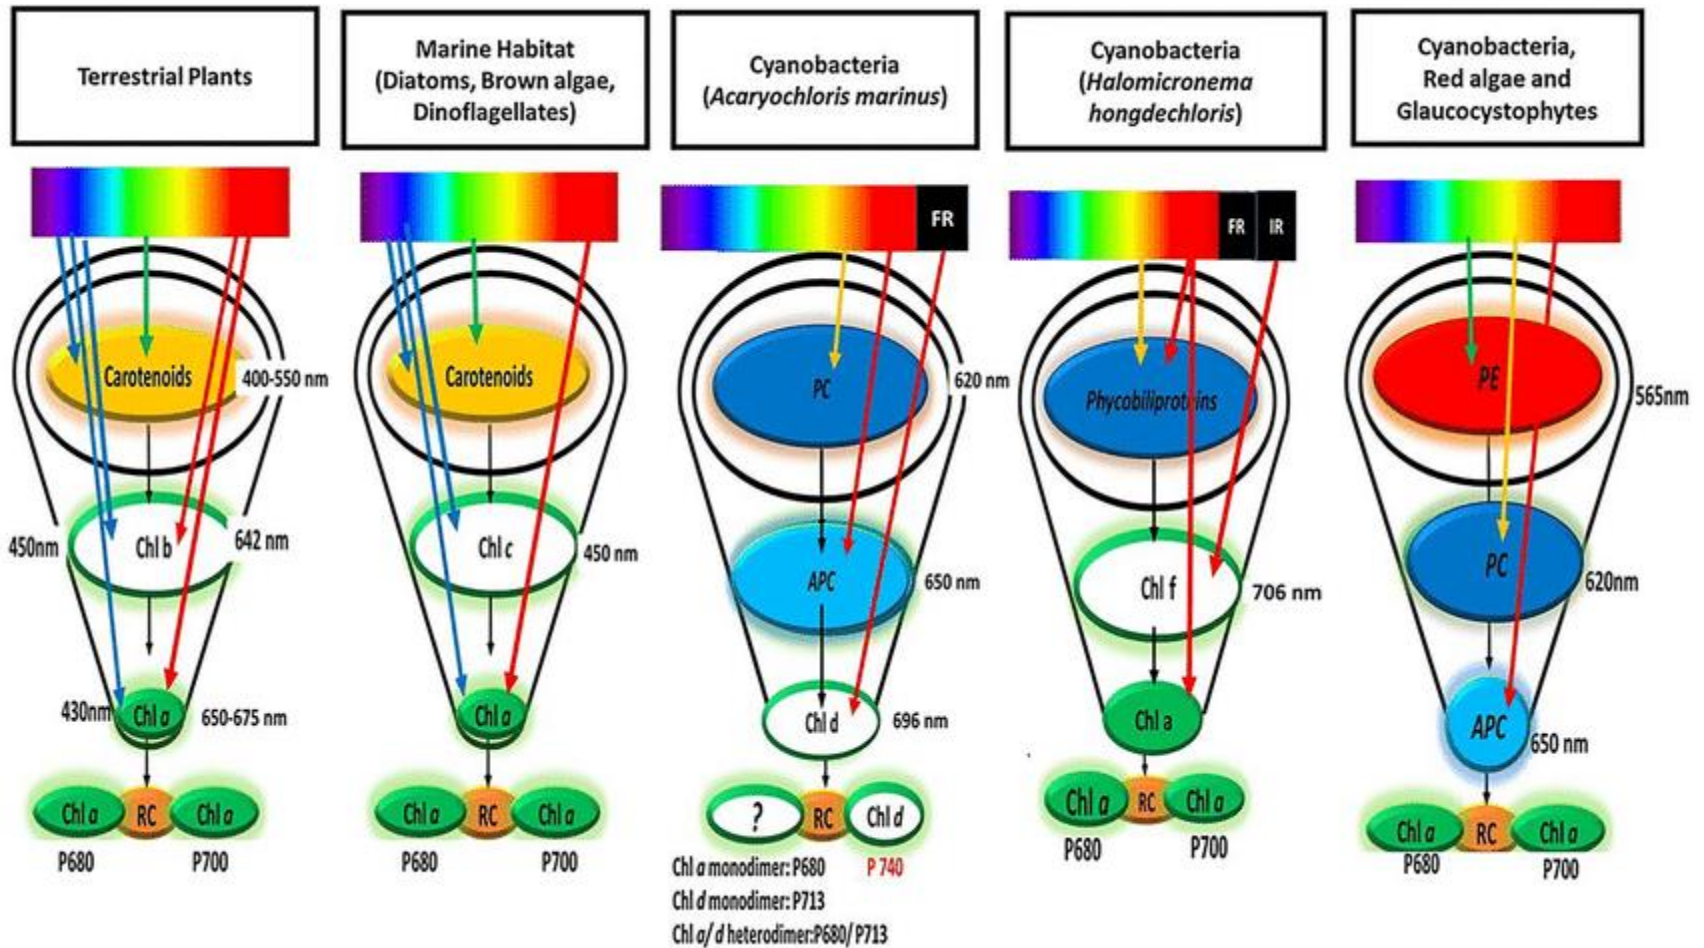 Terrestrial Plants
400-550 nm
Carotenoids
450nm
Chl b
642 nm
430nm
Chl a
650-675 nm
Chl a
RC
Chl a
P680
P700
Marine Habitat
(Diatoms, Brown algae,
Dinoflagellates)
Carotenoids
Chl c
450 nm
Chl a
Chl a
RC
Chl a
P680
P700
Cyanobacteria
(Acaryochloris marinus)
FR
PC
620 nm
APC
650 nm
Chl d
696 nm
?
RC
Chl d
Chl a monodimer: P680
P 740
Chl d monodimer: P713
Chl a/ d heterodimer:P680/ P713
Cyanobacteria
(Halomicronema
hongdechloris)
FR
IR
Phycobiliproteins
Chl f
706 nm
Chl a
Chl a
RC
Chl a
P680
P700
Cyanobacteria,
Red algae and
Glaucocystophytes
PE
565nm
PC
620nm
APC
650 nm
Chl a
RC
Chl a
P680
P700